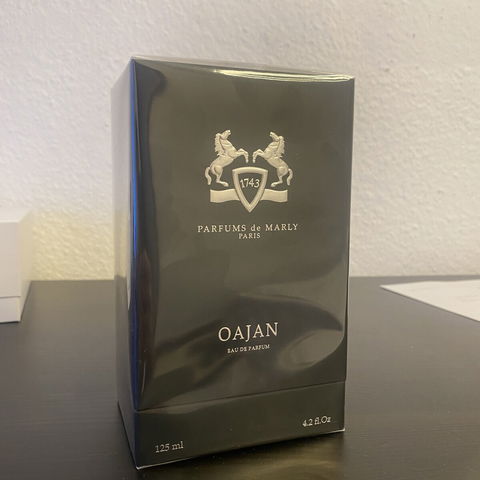 1743
PARFUMS de MARLY
PARIS
OAJAN
EAU DE PARFUM
125 ml
4.2 fl.Oz